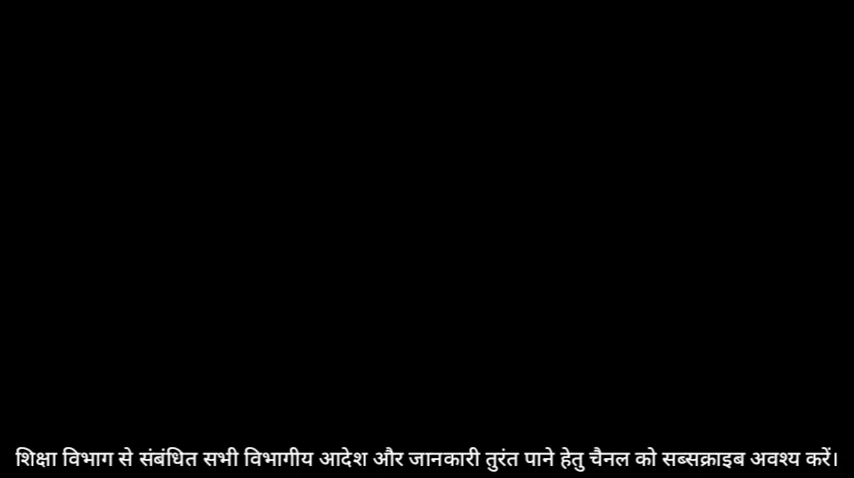 शिक्षा विभाग से संबंधित सभी विभागीय आदेश और जानकारी तुरंत पाने हेतु चैनल को सब्सक्राइब अवश्य करें।